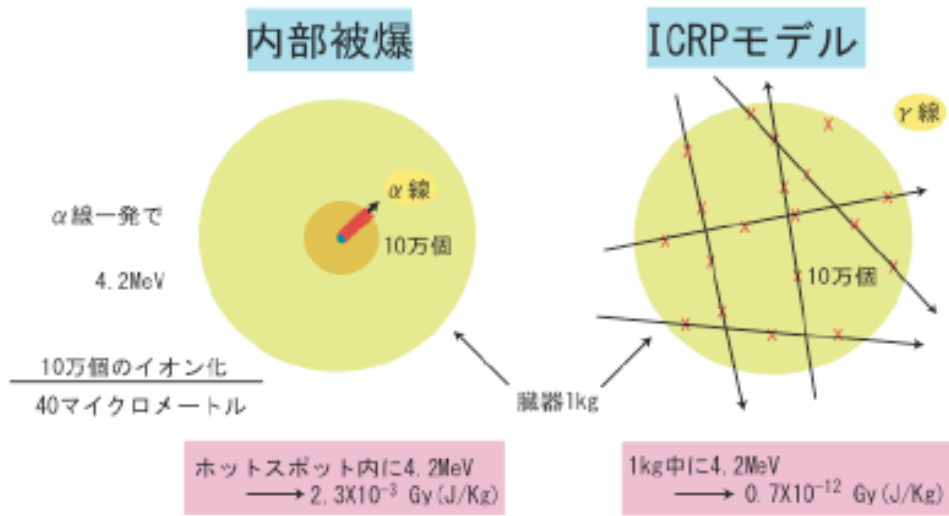 内部被爆
ICRPモデル
γ線
α線
α線一発で
10万個
4.2MeV
10万個
10万個のイオン化
40マイクロメートル
臓器1kg
ホットスポット内に4.2MeV
→ 2.3X10⁻³ Gy(J/Kg)
1kg中に4.2MeV
→ 0.7X10⁻¹² Gy(J/Kg)